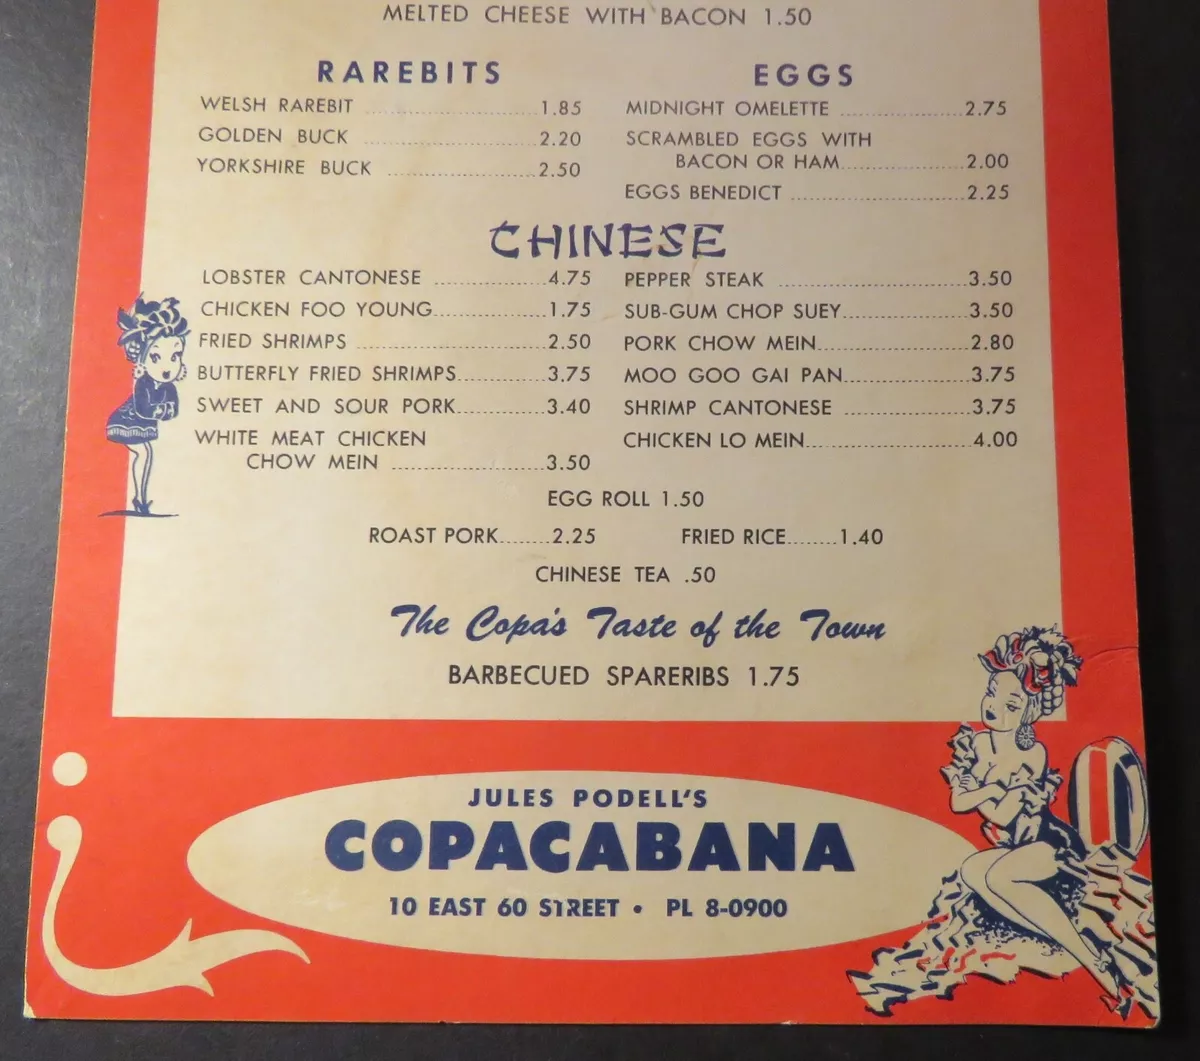 MELTED CHEESE WITH BACON 1.50
RAREBITS
WELSH RAREBIT ........ 1.85
GOLDEN BUCK ........ 2.20
YORKSHIRE BUCK ........ 2.50
EGGS
MIDNIGHT OMELETTE ........ 2.75
SCRAMBLED EGGS WITH
BACON OR HAM ........ 2.00
EGGS BENEDICT ........ 2.25
CHINESE
LOBSTER CANTONESE ........ 4.75
CHICKEN FOO YOUNG ........ 1.75
FRIED SHRIMPS ........ 2.50
BUTTERFLY FRIED SHRIMPS ........ 3.75
SWEET AND SOUR PORK ........ 3.40
WHITE MEAT CHICKEN
CHOW MEIN ........ 3.50
PEPPER STEAK ........ 3.50
SUB-GUM CHOP SUEY ........ 3.50
PORK CHOW MEIN ........ 2.80
MOO GOO GAI PAN ........ 3.75
SHRIMP CANTONESE ........ 3.75
CHICKEN LO MEIN ........ 4.00
EGG ROLL 1.50
ROAST PORK ........ 2.25 FRIED RICE ........ 1.40
CHINESE TEA .50
The Copa's Taste of the Town
BARBECUED SPARERIBS 1.75
JULES PODELL'S
COPACABANA
10 EAST 60 STREET • PL 8-0900